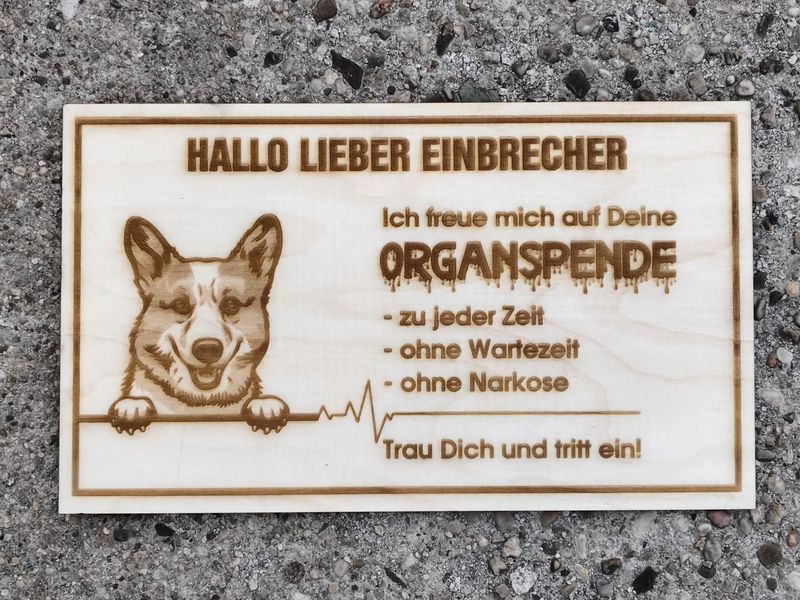 HALLO LIEBER EINBRECHER
Ich freue mich auf Deine
ORGANSPENDE
- zu jeder Zeit
- ohne Wartezeit
- ohne Narkose
Trau Dich und tritt ein!